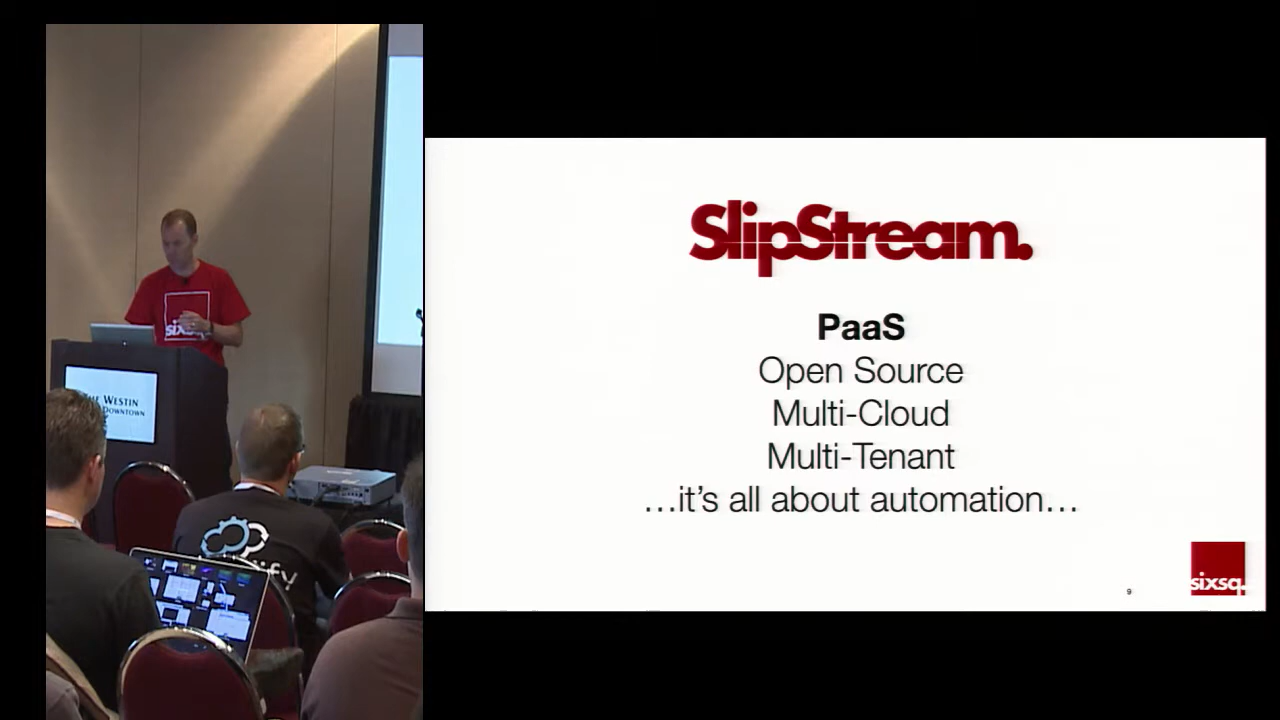 SlipStream.
PaaS
Open Source
Multi-Cloud
Multi-Tenant
…it's all about automation…
9
sixsq.
sixsq
THE WESTIN
DOWNTOWN